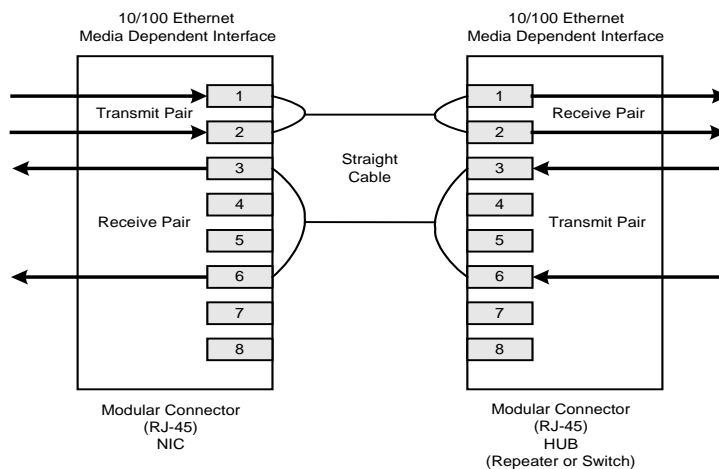 10/100 Ethernet
Media Dependent Interface
10/100 Ethernet
Media Dependent Interface
1
Transmit Pair
2
3
4
Receive Pair
5
6
7
8
Straight
Cable
1
Receive Pair
2
3
4
Transmit Pair
5
6
7
8
Modular Connector
(RJ-45)
NIC
Modular Connector
(RJ-45)
HUB
(Repeater or Switch)